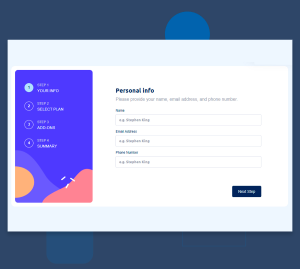 1
STEP 1
YOUR INFO
2
STEP 2
SELECT PLAN
3
STEP 3
ADD-ONS
4
STEP 4
SUMMARY
Personal info
Please provide your name, email address, and phone number.
Name
e.g. Stephen King
Email Address
e.g. Stephen King
Phone Number
e.g. Stephen King
Next Step